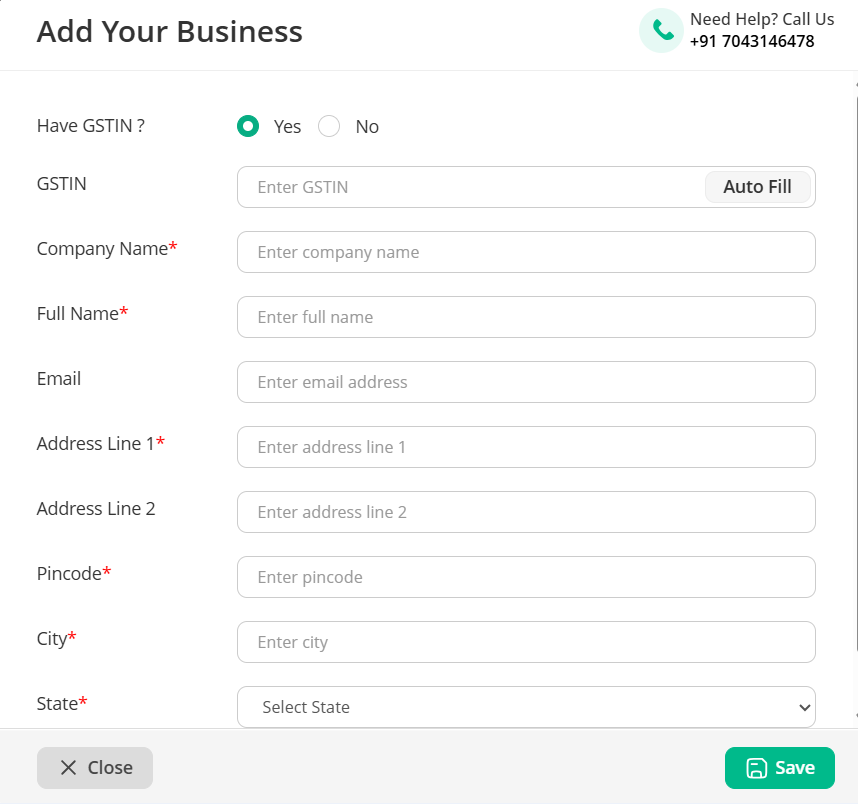 Add Your Business
Need Help? Call Us
+91 7043146478
Have GSTIN ?
Yes
No
GSTIN
Enter GSTIN
Auto Fill
Company Name*
Enter company name
Full Name*
Enter full name
Email
Enter email address
Address Line 1*
Enter address line 1
Address Line 2
Enter address line 2
Pincode*
Enter pincode
City*
Enter city
State*
Select State
Close
Save